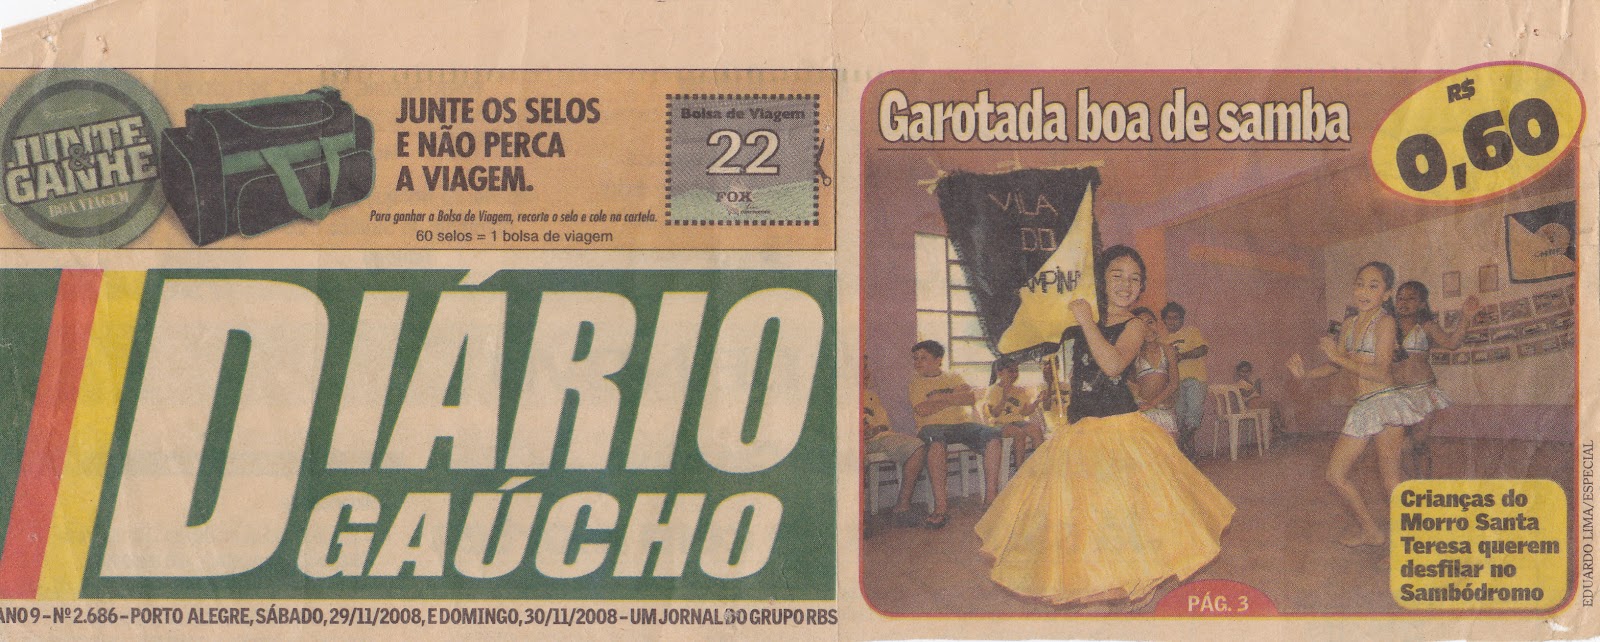 JUNTE
&
GANHE
BOA VIAGEM
JUNTE OS SELOS
E NÃO PERCA
A VIAGEM.
Para ganhar a Bolsa de Viagem, recorte o selo e cole na cartela.
60 selos = 1 bolsa de viagem
Bolsa de Viagem
22
FOX
DIÁRIO
GAÚCHO
ANO 9 – Nº 2.686 – PORTO ALEGRE, SÁBADO, 29/11/2008, E DOMINGO, 30/11/2008 – UM JORNAL DO GRUPO RBS
Garotada boa de samba
R$
0,60
VILA
DO
AMPINH
Crianças do
Morro Santa
Teresa querem
desfilar no
Sambódromo
PÁG. 3
EDUARDO LIMA/ESPECIAL